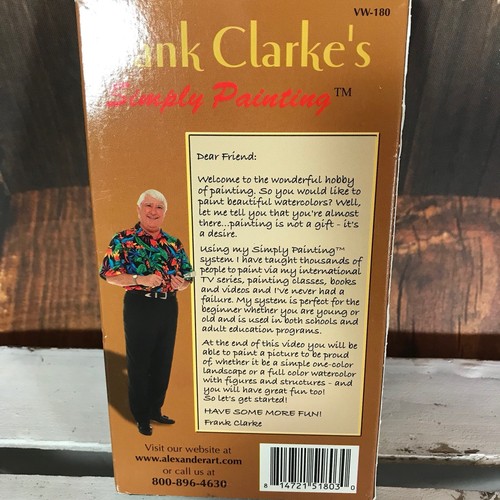 VW-180
Frank Clarke's
Simply Painting™
Dear Friend:
Welcome to the wonderful hobby
of painting. So you would like to
paint beautiful watercolors? Well,
let me tell you that you're almost
there...painting is not a gift - it's
a desire.
Using my Simply Painting™
system I have taught thousands of
people to paint via my international
TV series, painting classes, books
and videos and I've never had a
failure. My system is perfect for the
beginner whether you are young or
old and is used in both schools and
adult education programs.
At the end of this video you will be
able to paint a picture to be proud
of, whether it be a simple one-color
landscape or a full color watercolor
with figures and structures - and
you will have great fun too!
So let's get started!
HAVE SOME MORE FUN!
Frank Clarke
Visit our website at
www.alexanderart.com
or call us at
800-896-4630
8 14721 51803 0